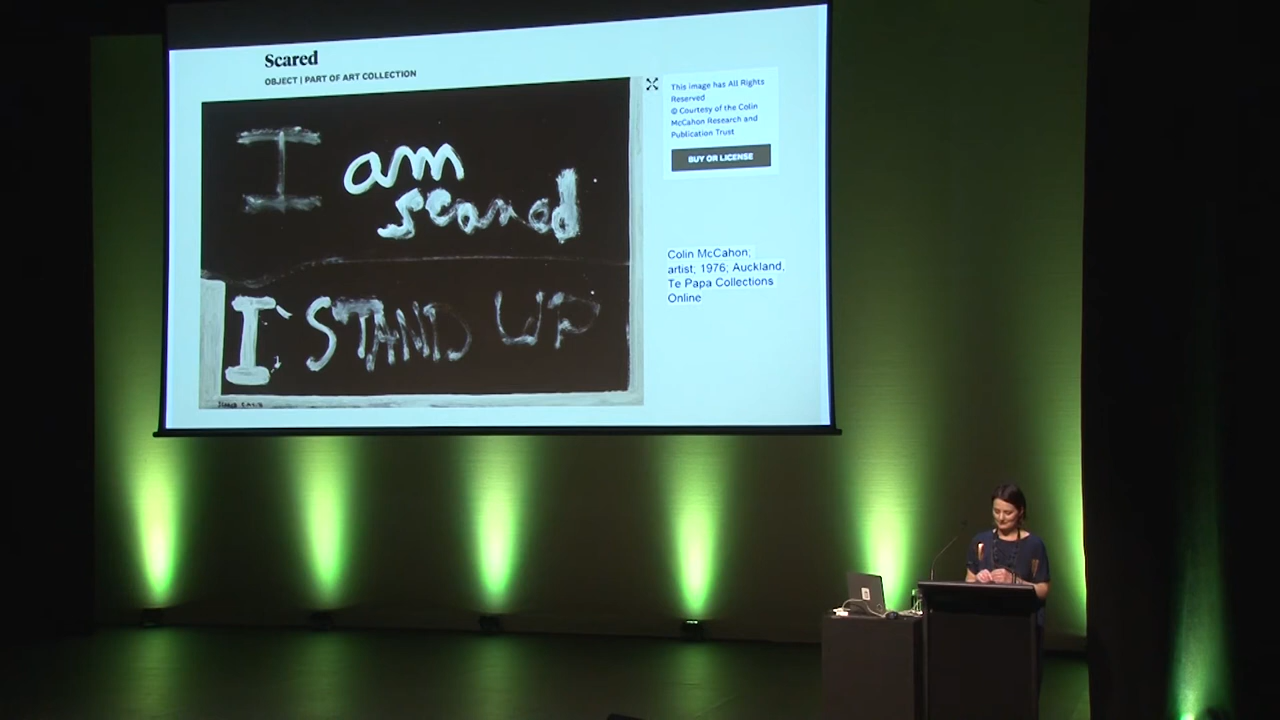 Scared
OBJECT | PART OF ART COLLECTION
I am
scared
I STAND UP
This image has All Rights
Reserved
© Courtesy of the Colin
McCahon Research and
Publication Trust
BUY OR LICENSE
Colin McCahon;
artist; 1976; Auckland,
Te Papa Collections
Online